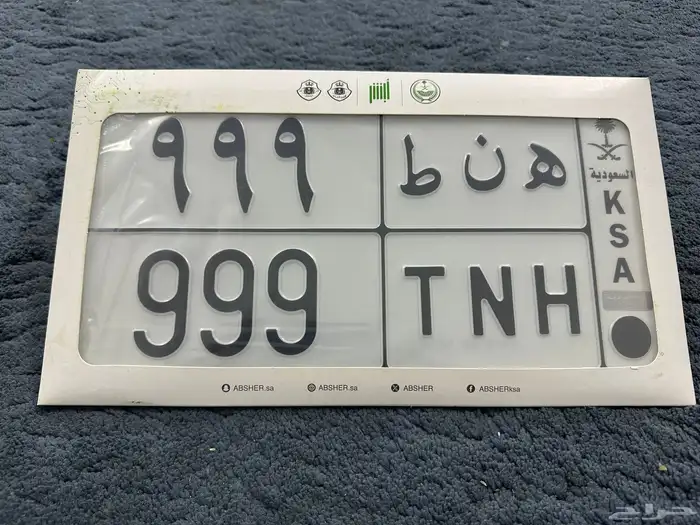 أبشر
٩٩٩ هـ ن ط
999 TNH
السعودية
K
S
A
ABSHER.sa ABSHER.sa ABSHER ABSHERksa
حراج